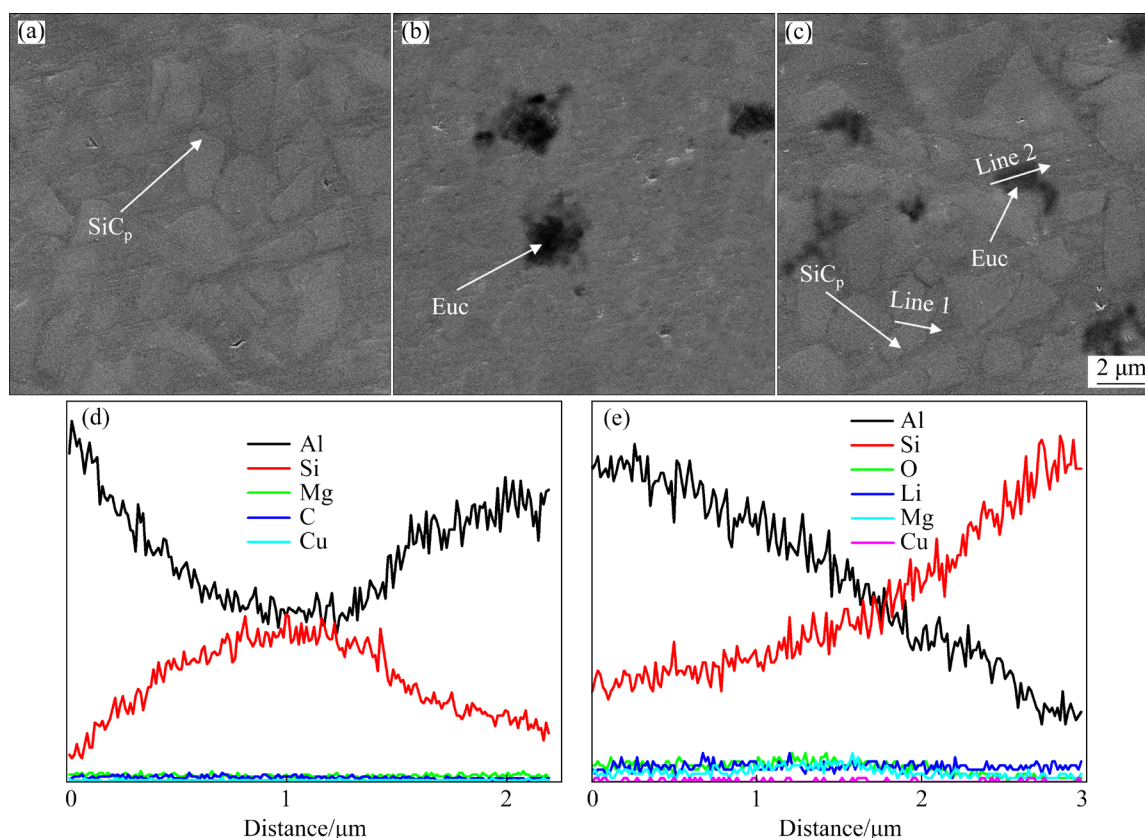 (a)
SiCp
(b)
Euc
(c)
Line 2
Euc
SiCp
Line 1
2 μm
(d)
Al
Si
Mg
C
Cu
0
1
2
Distance/μm
(e)
Al
Si
O
Li
Mg
Cu
0
1
2
3
Distance/μm